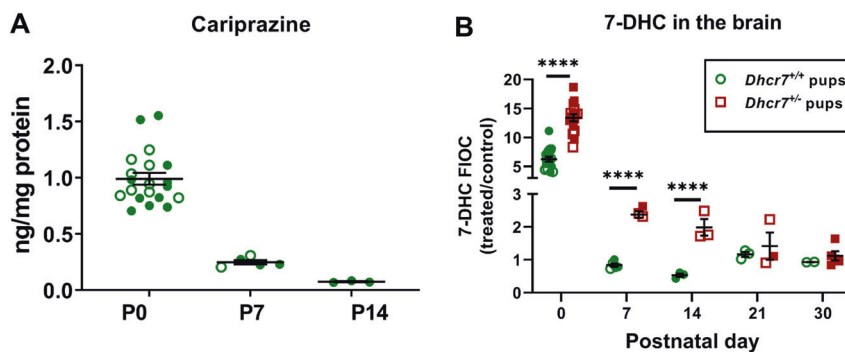 A
Cariprazine
ng/mg protein
2.0
1.5
1.0
0.5
0.0
P0 P7 P14
B
7-DHC in the brain
7-DHC FIOC
(treated/control)
20
15
10
5
2
1
0
****
****
****
Dhcr7+/+ pups
Dhcr7+/- pups
0 7 14 21 30
Postnatal day